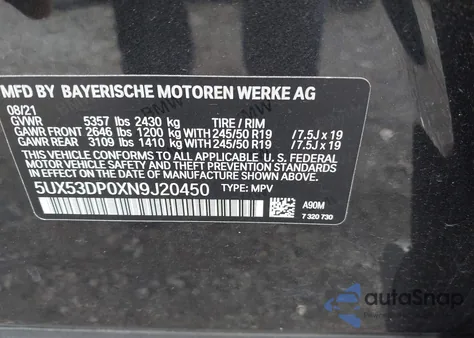 MFD BY BAYERISCHE MOTOREN WERKE AG
08/21
GVWR 5357 lbs 2430 kg TIRE / RIM
GAWR FRONT 2646 lbs 1200 kg WITH 245/50 R19 / 7.5J x 19
GAWR REAR 3109 lbs 1410 kg WITH 245/50 R19 / 7.5J x 19
THIS VEHICLE CONFORMS TO ALL APPLICABLE U. S. FEDERAL
MOTOR VEHICLE SAFETY, BUMPER, AND THEFT PREVENTION
STANDARDS IN EFFECT ON THE DATE OF MANUFACTURE SHOWN ABOVE.
5UX53DP0XN9J20450 TYPE: MPV
A90M
7 320 730
autoSnap